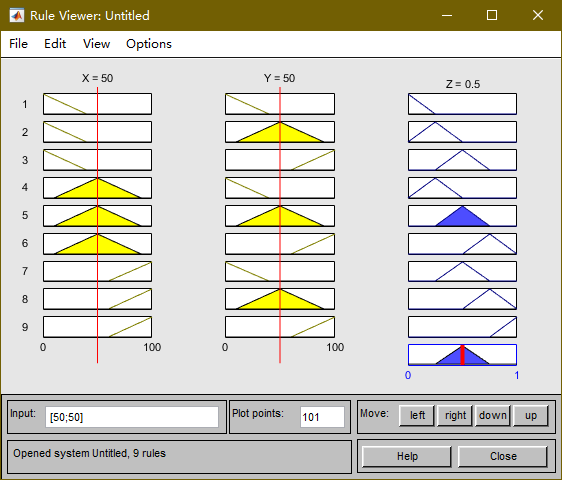 Rule Viewer: Untitled
File Edit View Options
X = 50 Y = 50 Z = 0.5
1
2
3
4
5
6
7
8
9
0 100 0 100
0 1
Input: [50;50] Plot points: 101 Move: left right down up
Opened system Untitled, 9 rules Help Close